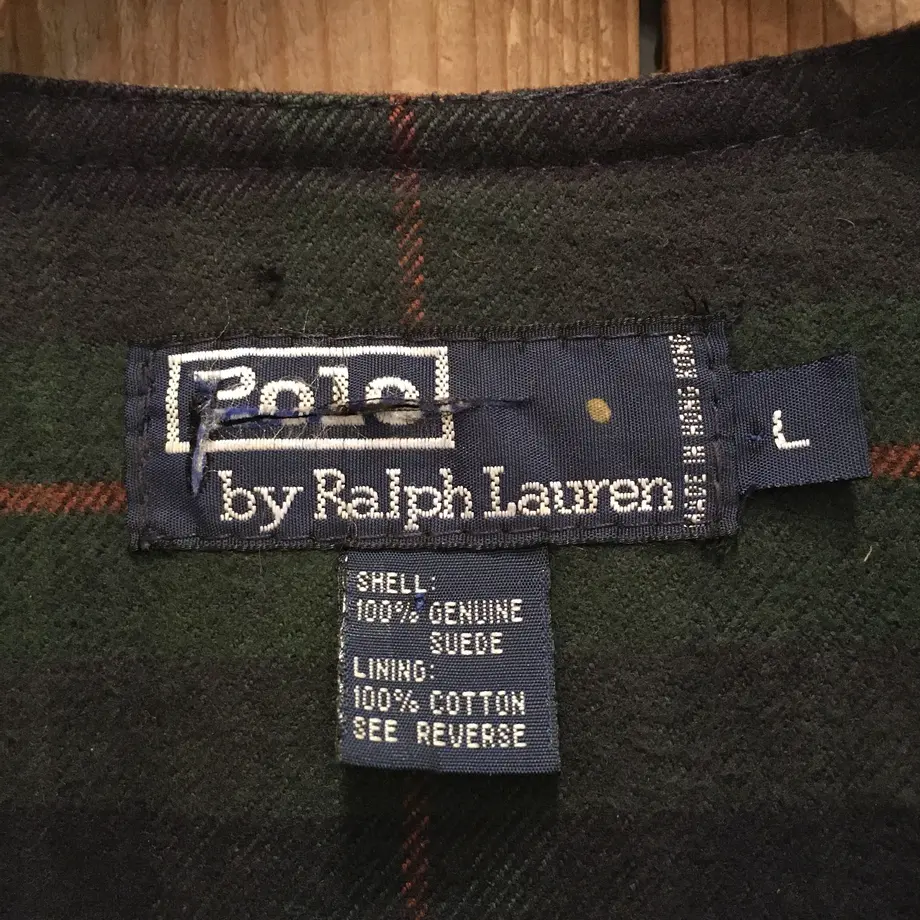 Polo
by Ralph Lauren
MADE IN HONG KONG
L
SHELL:
100% GENUINE
SUEDE
LINING:
100% COTTON
SEE REVERSE